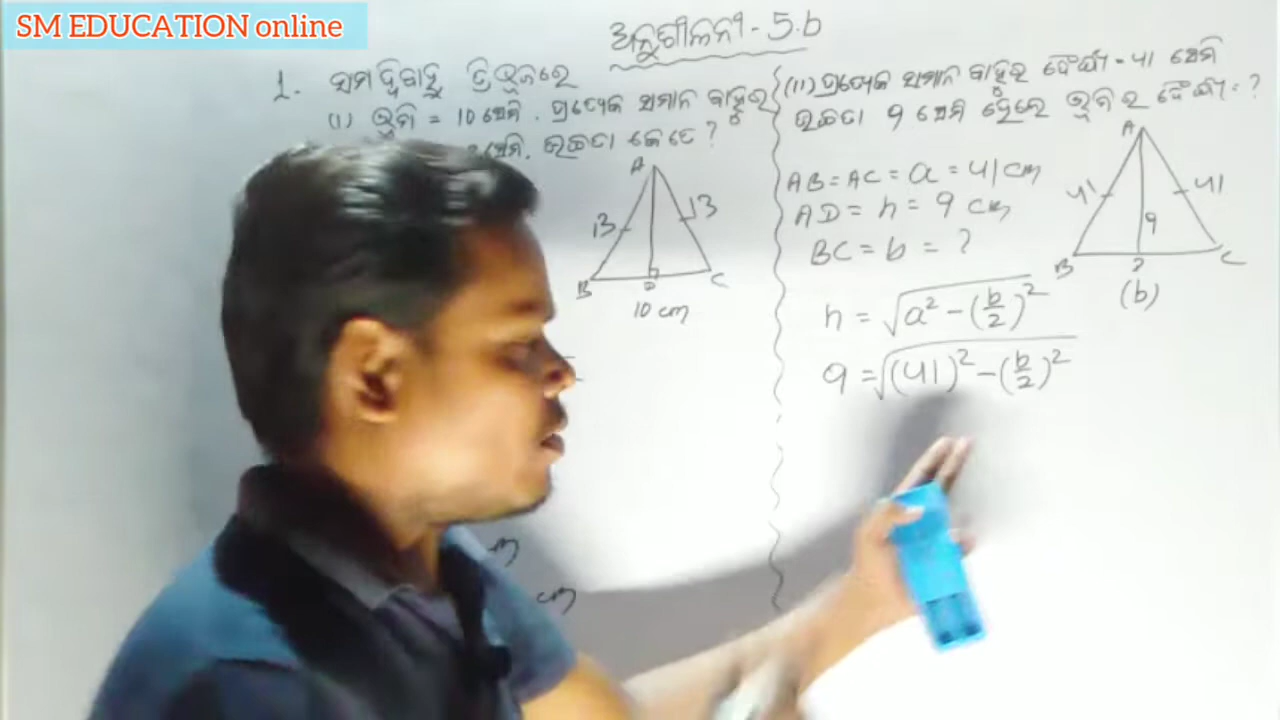 SM EDUCATION online
ଅନୁଶୀଳନୀ - 5.b
1. ସମଦ୍ବିବାହୁ ତ୍ରିଭୁଜରେ
(i) ଭୂମି = 10 ସେମି. ପ୍ରତ୍ୟେକ ସମାନ ବାହୁର
ସେମି. ଉଚ୍ଚତା କେତେ ?
A
13
13
B
D
C
10 cm
cm
(ii) ପ୍ରତ୍ୟେକ ସମାନ ବାହୁର ଦୈର୍ଘ୍ୟ = 41 ସେମି
ଉଚ୍ଚତା 9 ସେମି ହେଲେ ଭୂମିର ଦୈର୍ଘ୍ୟ = ?
AB = AC = a = 41 cm
AD = h = 9 cm
BC = b = ?
A
41
41
9
B
D
C
(b)
h = √a² - (b/2)²
9 = √(41)² - (b/2)²